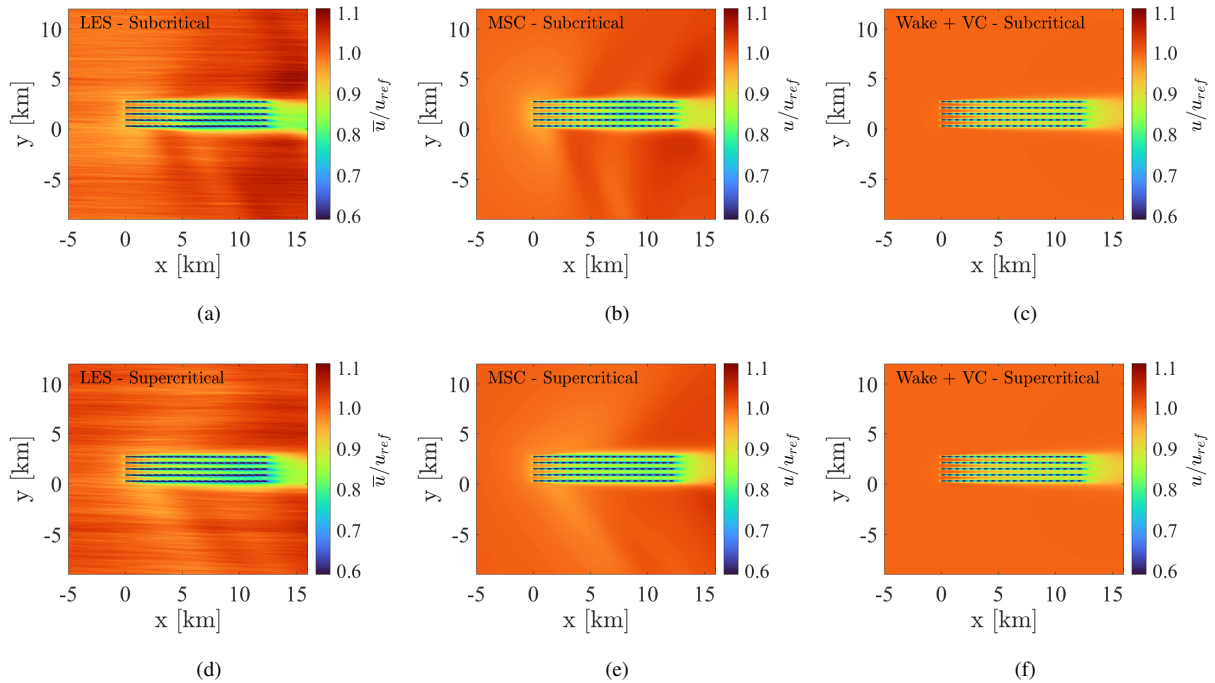 LES - Subcritical
1.1
1.0
0.9
0.8
0.7
0.6
u̅/u_ref
10
5
0
-5
y [km]
-5 0 5 10 15
x [km]
(a)
MSC - Subcritical
1.1
1.0
0.9
0.8
0.7
0.6
u/u_ref
10
5
0
-5
y [km]
-5 0 5 10 15
x [km]
(b)
Wake + VC - Subcritical
1.1
1.0
0.9
0.8
0.7
0.6
u/u_ref
10
5
0
-5
y [km]
-5 0 5 10 15
x [km]
(c)
LES - Supercritical
1.1
1.0
0.9
0.8
0.7
0.6
u̅/u_ref
10
5
0
-5
y [km]
-5 0 5 10 15
x [km]
(d)
MSC - Supercritical
1.1
1.0
0.9
0.8
0.7
0.6
u/u_ref
10
5
0
-5
y [km]
-5 0 5 10 15
x [km]
(e)
Wake + VC - Supercritical
1.1
1.0
0.9
0.8
0.7
0.6
u/u_ref
10
5
0
-5
y [km]
-5 0 5 10 15
x [km]
(f)